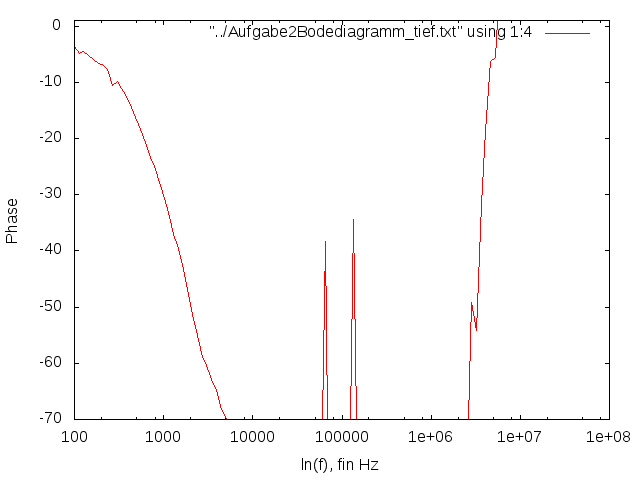 "../Aufgabe2Bodediagramm_tief.txt" using 1:4
0
-10
-20
-30
-40
-50
-60
-70
Phase
100 1000 10000 100000 1e+06 1e+07 1e+08
ln(f), fin Hz